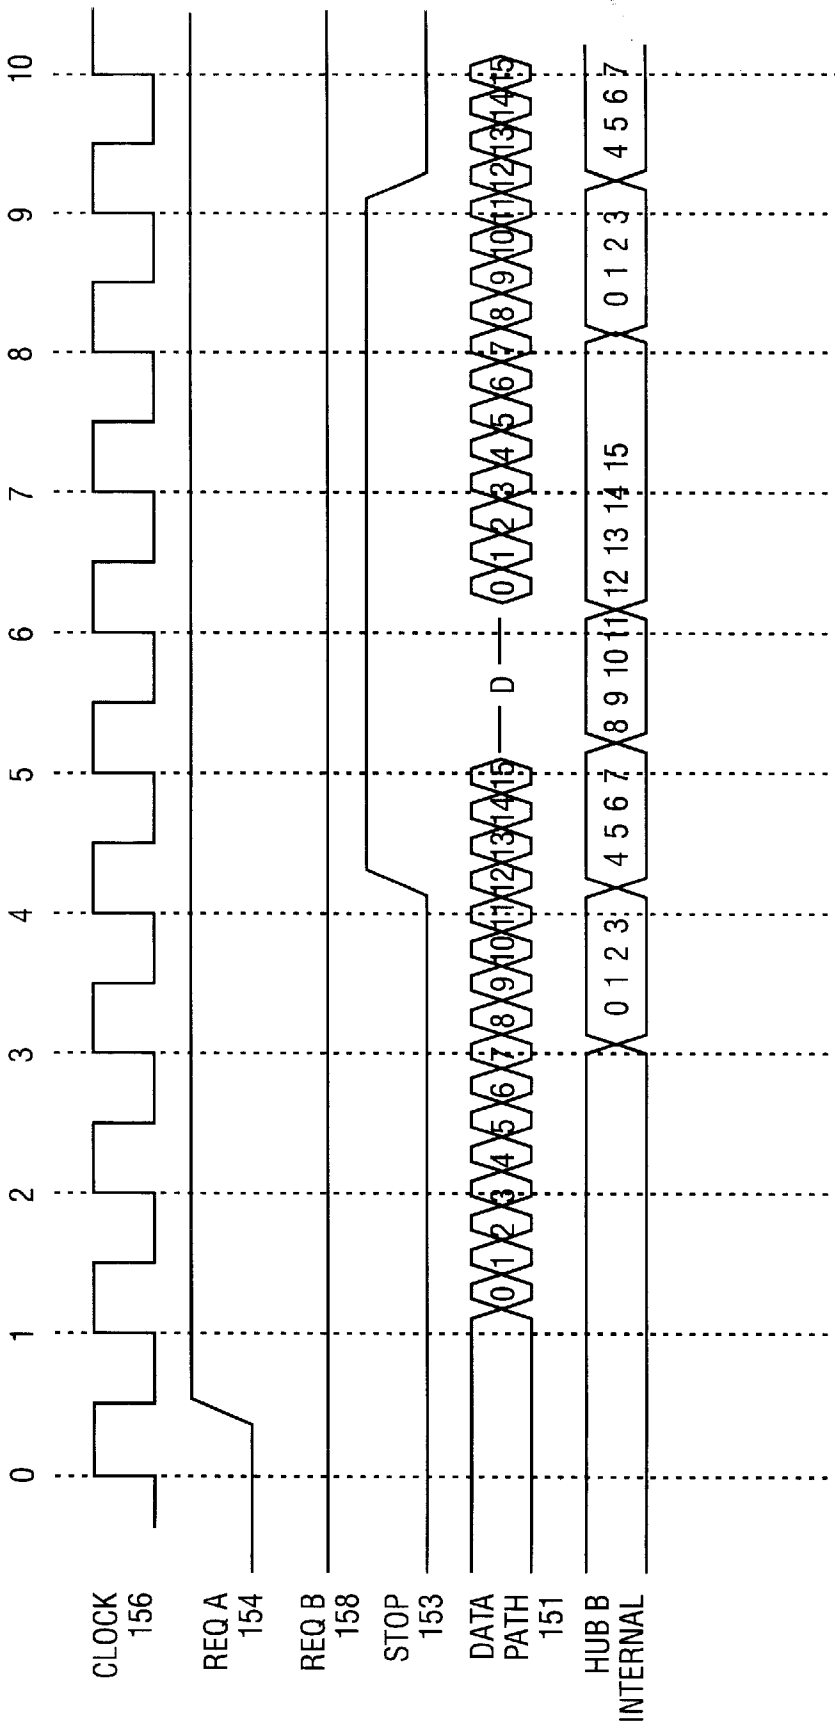 0 1 2 3 4 5 6 7 8 9 10
CLOCK
156
REQ A
154
REQ B
158
STOP
153
DATA
PATH
151
0 1 2 3 4 5 6 7 8 9 10 11 12 13 14 15 D 0 1 2 3 4 5 6 7 8 9 10 11 12 13 14 15
HUB B
INTERNAL
0 1 2 3 4 5 6 7 8 9 10 11 12 13 14 15 0 1 2 3 4 5 6 7